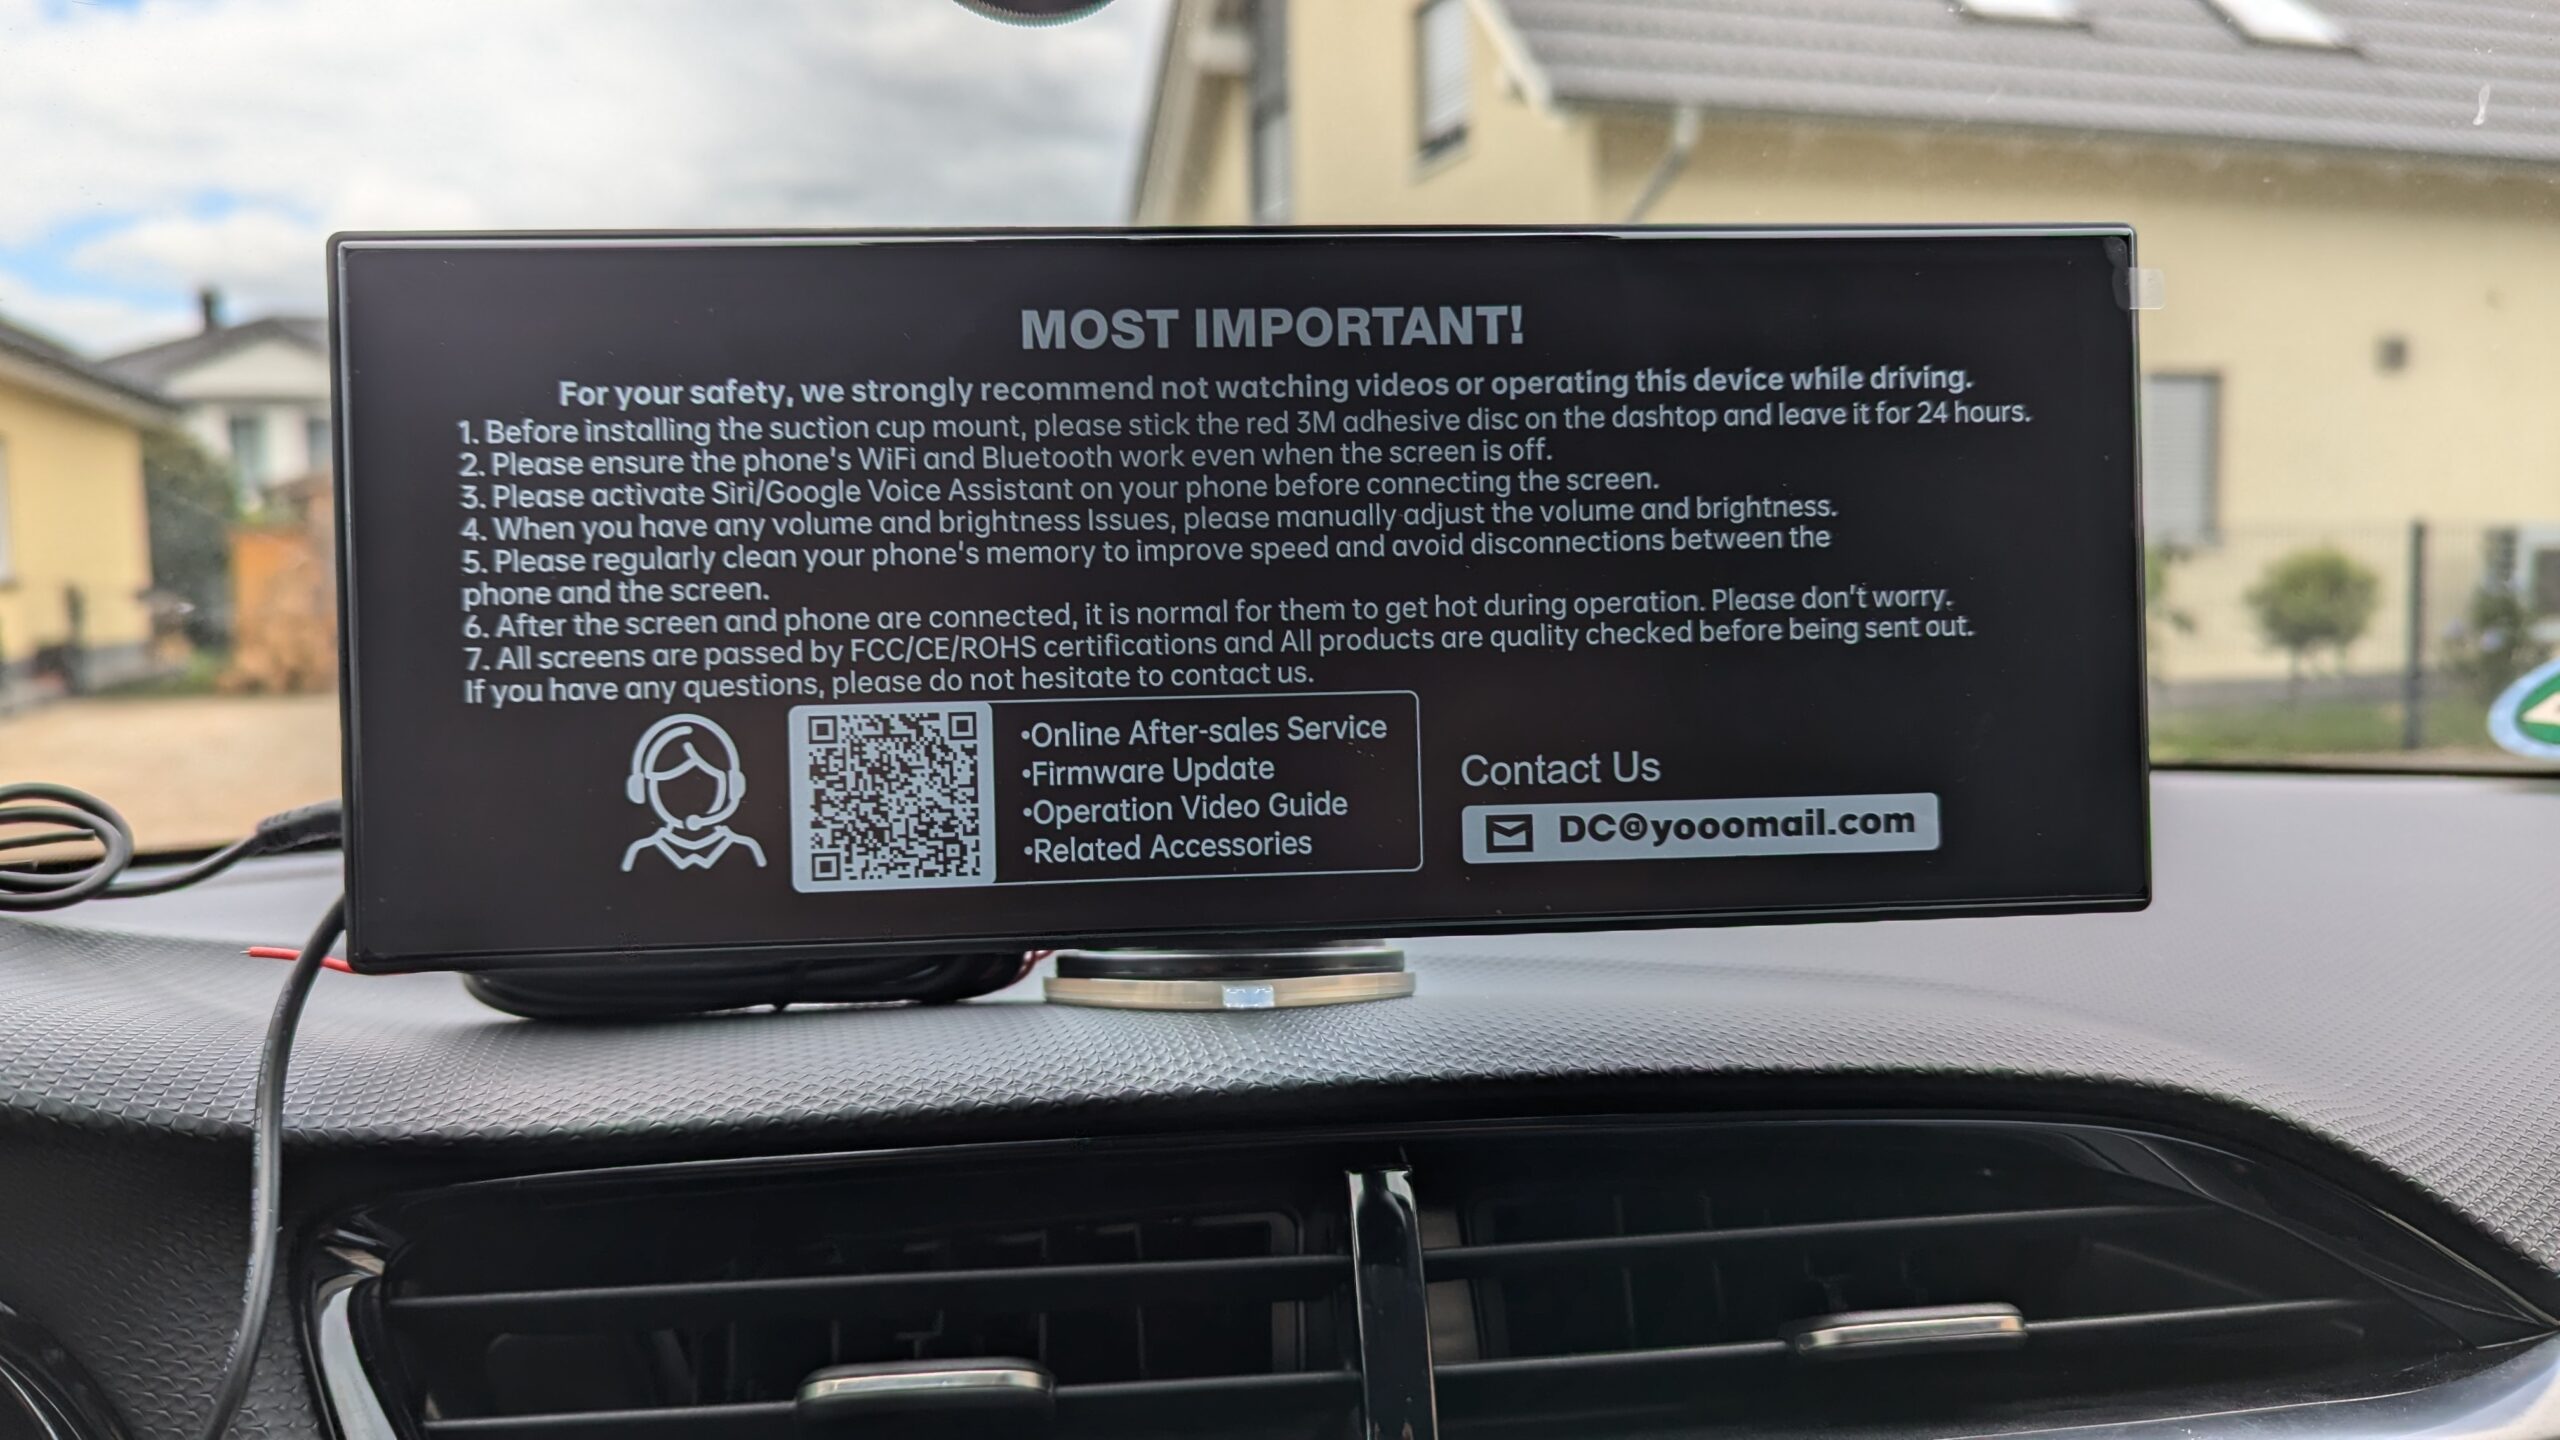 MOST IMPORTANT!
For your safety, we strongly recommend not watching videos or operating this device while driving.
1. Before installing the suction cup mount, please stick the red 3M adhesive disc on the dashtop and leave it for 24 hours.
2. Please ensure the phone's WiFi and Bluetooth work even when the screen is off.
3. Please activate Siri/Google Voice Assistant on your phone before connecting the screen.
4. When you have any volume and brightness Issues, please manually adjust the volume and brightness.
5. Please regularly clean your phone's memory to improve speed and avoid disconnections between the
phone and the screen.
6. After the screen and phone are connected, it is normal for them to get hot during operation. Please don't worry.
7. All screens are passed by FCC/CE/ROHS certifications and All products are quality checked before being sent out.
If you have any questions, please do not hesitate to contact us.
•Online After-sales Service
•Firmware Update
•Operation Video Guide
•Related Accessories
Contact Us
DC@yooomail.com